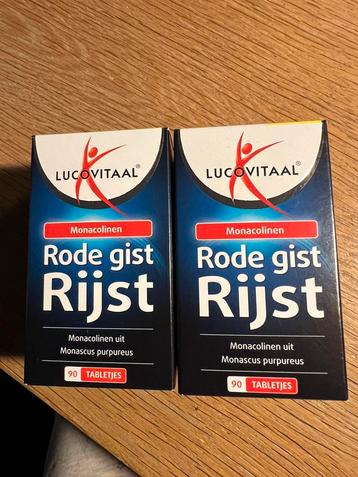 LUCOVITAAL®
Monacolinen
Rode gist
Rijst
Monacolinen uit
Monascus purpureus
90 TABLETJES
LUCOVITAAL®
Monacolinen
Rode gist
Rijst
Monacolinen uit
Monascus purpureus
90 TABLETJES